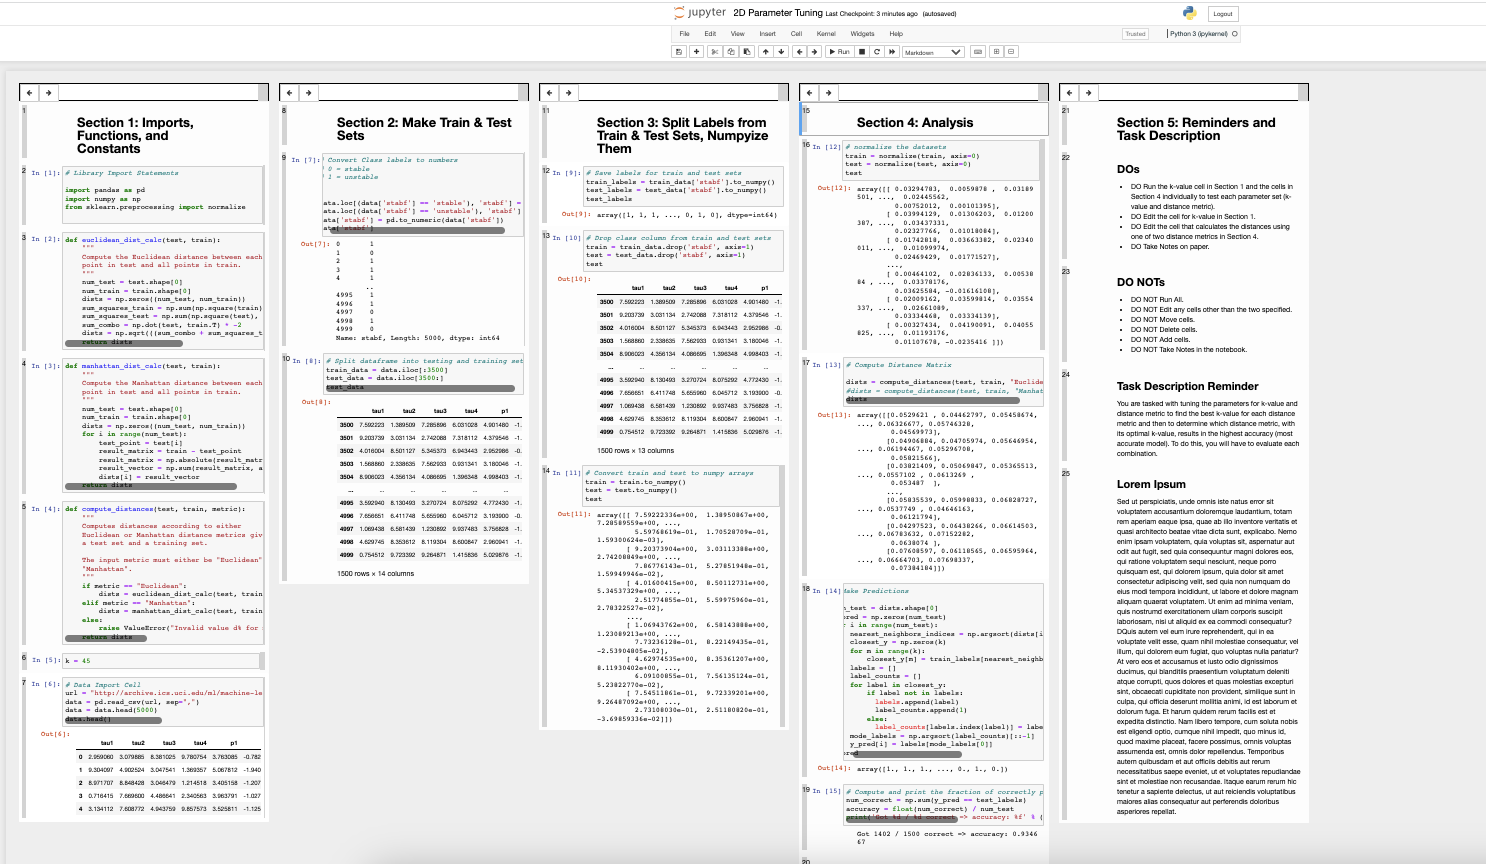 jupyter 2D Parameter Tuning Last Checkpoint: 3 minutes ago (autosaved)
Logout
File Edit View Insert Cell Kernel Widgets Help
Trusted
Python 3 (ipykernel)
Run
Markdown
1
Section 1: Imports,
Functions, and
Constants
2
In [1]:
# Library Import Statements
import pandas as pd
import numpy as np
from sklearn.preprocessing import normalize
3
In [2]:
def euclidean_dist_calc(test, train):
"""
Compute the Euclidean distance between each
point in test and all points in train.
"""
num_test = test.shape[0]
num_train = train.shape[0]
dists = np.zeros((num_test, num_train))
sum_squares_train = np.sum(np.square(train)
sum_squares_test = np.sum(np.square(test),
sum_combo = np.dot(test, train.T) * -2
dists = np.sqrt(((sum_combo + sum_squares_t
return dists
4
In [3]:
def manhattan_dist_calc(test, train):
"""
Compute the Manhattan distance between each
point in test and all points in train.
"""
num_test = test.shape[0]
num_train = train.shape[0]
dists = np.zeros((num_test, num_train))
for i in range(num_test):
test_point = test[i]
result_matrix = train - test_point
result_matrix = np.absolute(result_matr
result_vector = np.sum(result_matrix, a
dists[i] = result_vector
return dists
5
In [4]:
def compute_distances(test, train, metric):
"""
Computes distances according to either
Euclidean or Manhattan distance metrics giv
a test set and a training set.
The input metric must either be "Euclidean"
"Manhattan".
"""
if metric == "Euclidean":
dists = euclidean_dist_calc(test, train
elif metric == "Manhattan":
dists = manhattan_dist_calc(test, train
else:
raise ValueError("Invalid value d% for
return dists
6
In [5]:
k = 45
7
In [6]:
# Data Import Cell
url = "http://archive.ics.uci.edu/ml/machine-le
data = pd.read_csv(url, sep=",")
data = data.head(5000)
data.head()
Out[6]:
tau1 tau2 tau3 tau4 p1
0 2.959060 3.079885 8.381025 9.780754 3.763085 -0.782
1 9.304097 4.902524 3.047541 1.369357 5.067812 -1.940
2 8.971707 8.848428 3.046479 1.214518 3.405158 -1.207
3 0.716415 7.669600 4.486641 2.340563 3.963791 -1.027
4 3.134112 7.608772 4.943759 9.857573 3.525811 -1.125
8
Section 2: Make Train & Test
Sets
9
In [7]:
Convert Class labels to numbers
0 = stable
1 = unstable
ata.loc[(data['stabf'] == 'stable'), 'stabf'] =
ata.loc[(data['stabf'] == 'unstable'), 'stabf']
ata['stabf'] = pd.to_numeric(data['stabf'])
ata['stabf']
Out[7]:
0 1
1 0
2 1
3 1
4 1
..
4995 1
4996 1
4997 0
4998 1
4999 0
Name: stabf, Length: 5000, dtype: int64
10
In [8]:
# Split dataframe into testing and training set
train_data = data.iloc[:3500]
test_data = data.iloc[3500:]
test_data
Out[8]:
tau1 tau2 tau3 tau4 p1
3500 7.592223 1.389509 7.285896 6.031028 4.901480 -1.
3501 9.203739 3.031134 2.742088 7.318112 4.379546 -1.
3502 4.016004 8.501127 5.345373 6.943443 2.952986 -0.
3503 1.568860 2.338635 7.562933 0.931341 3.180046 -1.
3504 8.906023 4.356134 4.086695 1.396348 4.998403 -1.
... ... ... ... ... ...
4995 3.592940 8.130493 3.270724 8.075292 4.772430 -1.
4996 7.656651 6.411748 5.655960 6.045712 3.193900 -0.
4997 1.069438 6.581439 1.230892 9.937483 3.756828 -1.
4998 4.629745 8.353612 8.119304 8.600847 2.960941 -1.
4999 0.754512 9.723392 9.264871 1.415836 5.029876 -1.
1500 rows × 14 columns
11
Section 3: Split Labels from
Train & Test Sets, Numpyize
Them
12
In [9]:
# Save labels for train and test sets
train_labels = train_data['stabf'].to_numpy()
test_labels = test_data['stabf'].to_numpy()
test_labels
Out[9]: array([1, 1, 1, ..., 0, 1, 0], dtype=int64)
13
In [10]:
# Drop class column from train and test sets
train = train_data.drop('stabf', axis=1)
test = test_data.drop('stabf', axis=1)
test
Out[10]:
tau1 tau2 tau3 tau4 p1
3500 7.592223 1.389509 7.285896 6.031028 4.901480 -1.
3501 9.203739 3.031134 2.742088 7.318112 4.379546 -1.
3502 4.016004 8.501127 5.345373 6.943443 2.952986 -0.
3503 1.568860 2.338635 7.562933 0.931341 3.180046 -1.
3504 8.906023 4.356134 4.086695 1.396348 4.998403 -1.
... ... ... ... ... ...
4995 3.592940 8.130493 3.270724 8.075292 4.772430 -1.
4996 7.656651 6.411748 5.655960 6.045712 3.193900 -0.
4997 1.069438 6.581439 1.230892 9.937483 3.756828 -1.
4998 4.629745 8.353612 8.119304 8.600847 2.960941 -1.
4999 0.754512 9.723392 9.264871 1.415836 5.029876 -1.
1500 rows × 13 columns
14
In [11]:
# Convert train and test to numpy arrays
train = train.to_numpy()
test = test.to_numpy()
test
Out[11]:
array([[ 7.59222336e+00, 1.38950867e+00,
7.28589559e+00, ...,
5.59768619e-01, 1.70528709e-01,
1.59300624e-03],
[ 9.20373904e+00, 3.03113388e+00,
2.74208849e+00, ...,
7.86776143e-01, 5.27851948e-01,
1.59949946e-02],
[ 4.01600415e+00, 8.50112731e+00,
5.34537329e+00, ...,
2.51774855e-01, 5.59975960e-01,
2.78322527e-02],
...,
[ 1.06943762e+00, 6.58143888e+00,
1.23089213e+00, ...,
7.73236128e-01, 8.22149435e-01,
-2.53904805e-02],
[ 4.62974535e+00, 8.35361207e+00,
8.11930402e+00, ...,
6.09100855e-01, 7.56135124e-01,
5.23822770e-02],
[ 7.54511861e-01, 9.72339201e+00,
9.26487092e+00, ...,
2.73108030e-01, 2.51180820e-01,
-3.69859336e-02]])
15
Section 4: Analysis
16
In [12]:
# normalize the datasets
train = normalize(train, axis=0)
test = normalize(test, axis=0)
test
Out[12]:
array([[ 0.03294783, 0.0059878 , 0.03189
501, ..., 0.02445562,
0.00752012, 0.00101395],
[ 0.03994129, 0.01306203, 0.01200
387, ..., 0.03437331,
0.02327766, 0.01018084],
[ 0.01742818, 0.03663382, 0.02340
011, ..., 0.01099974,
0.02469429, 0.01771527],
...,
[ 0.00464102, 0.02836133, 0.00538
84 , ..., 0.03378176,
0.03625584, -0.01616108],
[ 0.02009162, 0.03599814, 0.03554
337, ..., 0.02661089,
0.03334468, 0.03334139],
[ 0.00327434, 0.04190091, 0.04055
825, ..., 0.01193176,
0.01107678, -0.0235416 ]])
17
In [13]:
# Compute Distance Matrix
dists = compute_distances(test, train, "Euclide
#dists = compute_distances(test, train, "Manhat
dists
Out[13]:
array([[0.0529621 , 0.04462797, 0.05458674,
..., 0.06326677, 0.05746328,
0.04569973],
[0.04906884, 0.04705974, 0.05646954,
..., 0.06194467, 0.05296708,
0.05821566],
[0.03821409, 0.05069847, 0.05365513,
..., 0.0557102 , 0.0613269 ,
0.053487 ],
...,
[0.05835539, 0.05998833, 0.06828727,
..., 0.0537749 , 0.04646163,
0.06121794],
[0.04297523, 0.06438266, 0.06614503,
..., 0.06783632, 0.07152282,
0.0638074 ],
[0.07608597, 0.06118565, 0.06595964,
..., 0.06664703, 0.07698337,
0.07384184]])
18
In [14]:
Make Predictions
n_test = dists.shape[0]
pred = np.zeros(num_test)
r i in range(num_test):
nearest_neighbors_indices = np.argsort(dists[i
closest_y = np.zeros(k)
for m in range(k):
closest_y[m] = train_labels[nearest_neighb
labels = []
label_counts = []
for label in closest_y:
if label not in labels:
labels.append(label)
label_counts.append(1)
else:
label_counts[labels.index(label)] = labe
mode_labels = np.argsort(label_counts)[::-1]
y_pred[i] = labels[mode_labels[0]]
pred
Out[14]: array([1., 1., 1., ..., 0., 1., 0.])
19
In [15]:
# Compute and print the fraction of correctly p
num_correct = np.sum(y_pred == test_labels)
accuracy = float(num_correct) / num_test
print('Got %d / %d correct => accuracy: %f' % (
Got 1402 / 1500 correct => accuracy: 0.9346
67
20
21
Section 5: Reminders and
Task Description
22
DOs
• DO Run the k-value cell in Section 1 and the cells in
Section 4 individually to test each parameter set (k-
value and distance metric).
• DO Edit the cell for k-value in Section 1.
• DO Edit the cell that calculates the distances using
one of two distance metrics in Section 4.
• DO Take Notes on paper.
23
DO NOTs
• DO NOT Run All.
• DO NOT Edit any cells other than the two specified.
• DO NOT Move cells.
• DO NOT Delete cells.
• DO NOT Add cells.
• DO NOT Take Notes in the notebook.
24
Task Description Reminder
You are tasked with tuning the parameters for k-value and
distance metric to find the best k-value for each distance
metric and then to determine which distance metric, with
with its optimal k-value, results in the highest accuracy (most
accurate model). To do this, you will have to evaluate each
combination.
25
Lorem Ipsum
Sed ut perspiciatis, unde omnis iste natus error sit
voluptatem accusantium doloremque laudantium, totam
rem aperiam eaque ipsa, quae ab illo inventore veritatis et
quasi architecto beatae vitae dicta sunt, explicabo. Nemo
enim ipsam voluptatem, quia voluptas sit, aspernatur aut
odit aut fugit, sed quia consequuntur magni dolores eos,
qui ratione voluptatem sequi nesciunt, neque porro
quisquam est, qui dolorem ipsum, quia dolor sit amet
consectetur adipiscing velit, sed quia non numquam do
eius modi tempora incididunt, ut labore et dolore magnam
aliquam quaerat voluptatem. Ut enim ad minima veniam,
quis nostrumd exercitationem ullam corporis suscipit
laboriosam, nisi ut aliquid ex ea commodi consequatur?
DQuis autem vel eum irure reprehenderit, qui in ea
voluptate velit esse, quam nihil molestiae consequatur, vel
illum, qui dolorem eum fugiat, quo voluptas nulla pariatur?
At vero eos et accusamus et iusto odio dignissimos
ducimus, qui blanditiis praesentium voluptatum deleniti
atque corrupti, quos dolores et quas molestias excepturi
sint, obcaecati cupiditate non provident, similique sunt in
culpa, qui officia deserunt mollitia animi, id est laborum et
dolorum fuga. Et harum quidem rerum facilis est et
expedita distinctio. Nam libero tempore, cum soluta nobis
est eligendi optio, cumque nihil impedit, quo minus id,
quod maxime placeat, facere possimus, omnis voluptas
assumenda est, omnis dolor repellendus. Temporibus
autem quibusdam et aut officiis debitis aut rerum
necessitatibus saepe eveniet, ut et voluptates repudiandae
sint et molestiae non recusandae. Itaque earum rerum hic
tenetur a sapiente delectus, ut aut reiciendis voluptatibus
maiores alias consequatur aut perferendis doloribus
asperiores repellat.